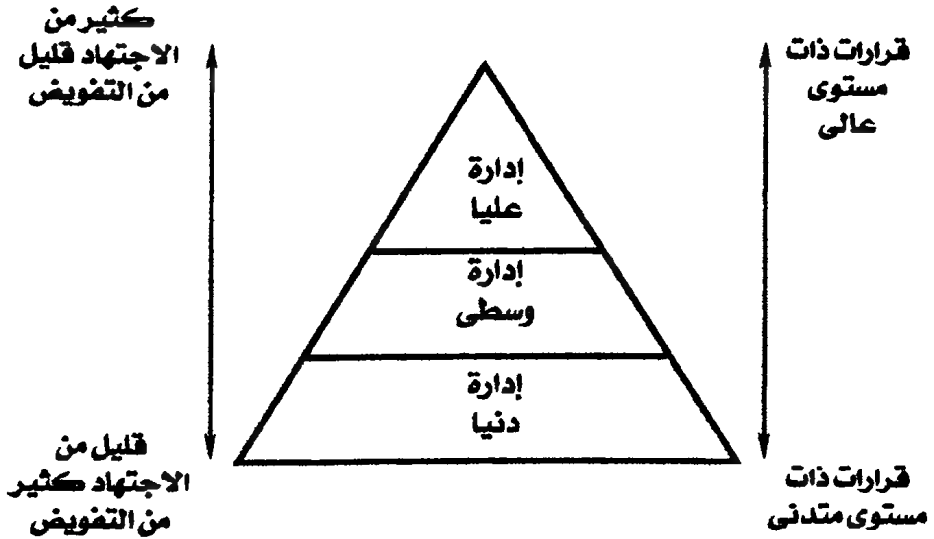 قرارات ذات
مستوى
عالى
كثير من
الاجتهاد قليل
من التفويض
إدارة
عليا
إدارة
وسطى
إدارة
دنيا
قرارات ذات
مستوى متدنى
قليل من
الاجتهاد كثير
من التفويض